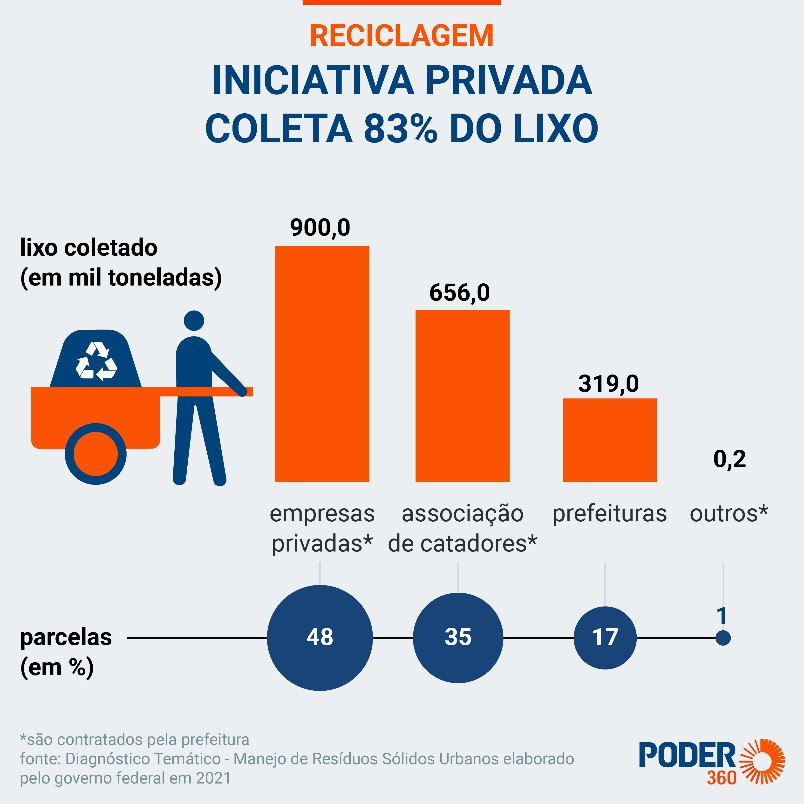 RECICLAGEM
INICIATIVA PRIVADA
COLETA 83% DO LIXO
lixo coletado
(em mil toneladas)
900,0
656,0
319,0
0,2
empresas
privadas*
associação
de catadores*
prefeituras
outros*
parcelas
(em %)
48
35
17
1
*são contratados pela prefeitura
fonte: Diagnóstico Temático - Manejo de Resíduos Sólidos Urbanos elaborado
pelo governo federal em 2021
PODER
360